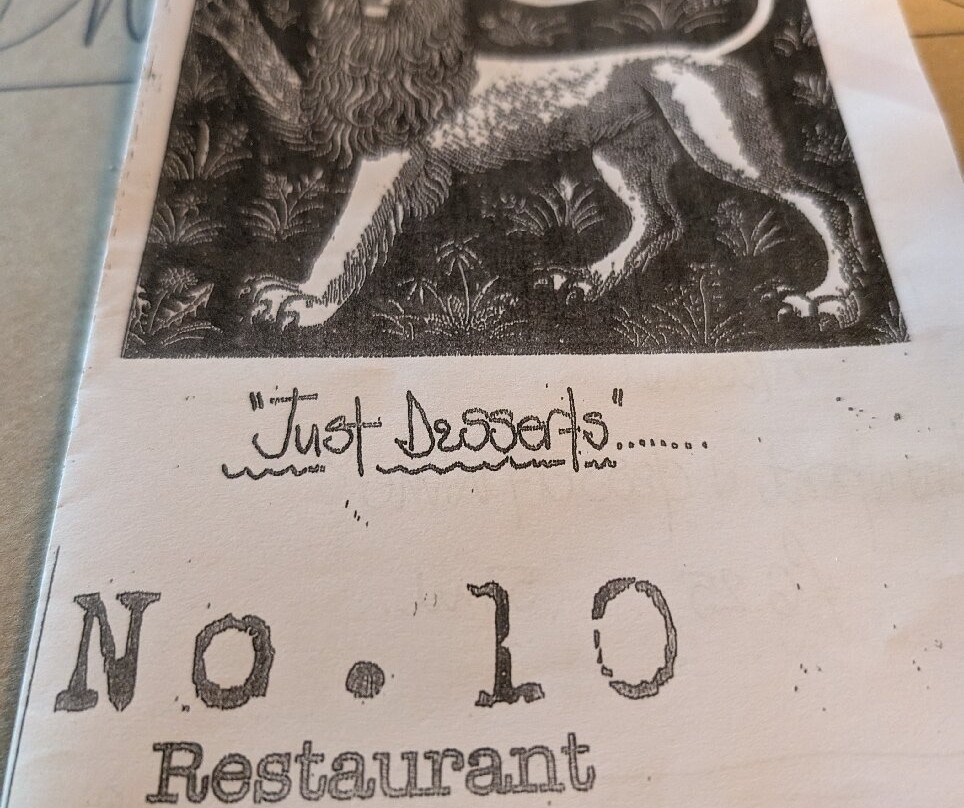 "Just Desserts"........
No. 10
Restaurant